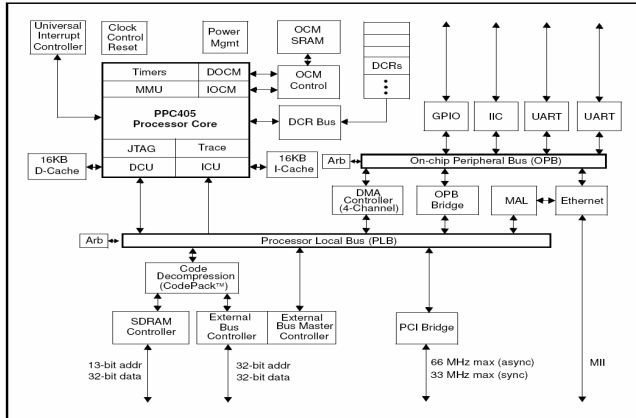 Universal
Interrupt
Controller
Clock
Control
Reset
Power
Mgmt
OCM
SRAM
DCRs
Timers
DOCM
MMU
IOCM
OCM
Control
PPC405
Processor Core
DCR Bus
GPIO
IIC
UART
UART
JTAG
Trace
16KB
D-Cache
DCU
ICU
16KB
I-Cache
Arb
On-chip Peripheral Bus (OPB)
DMA
Controller
(4-Channel)
OPB
Bridge
MAL
Ethernet
Arb
Processor Local Bus (PLB)
Code
Decompression
(CodePack™)
SDRAM
Controller
External
Bus
Controller
External
Bus Master
Controller
PCI Bridge
13-bit addr
32-bit data
32-bit addr
32-bit data
66 MHz max (async)
33 MHz max (sync)
MII